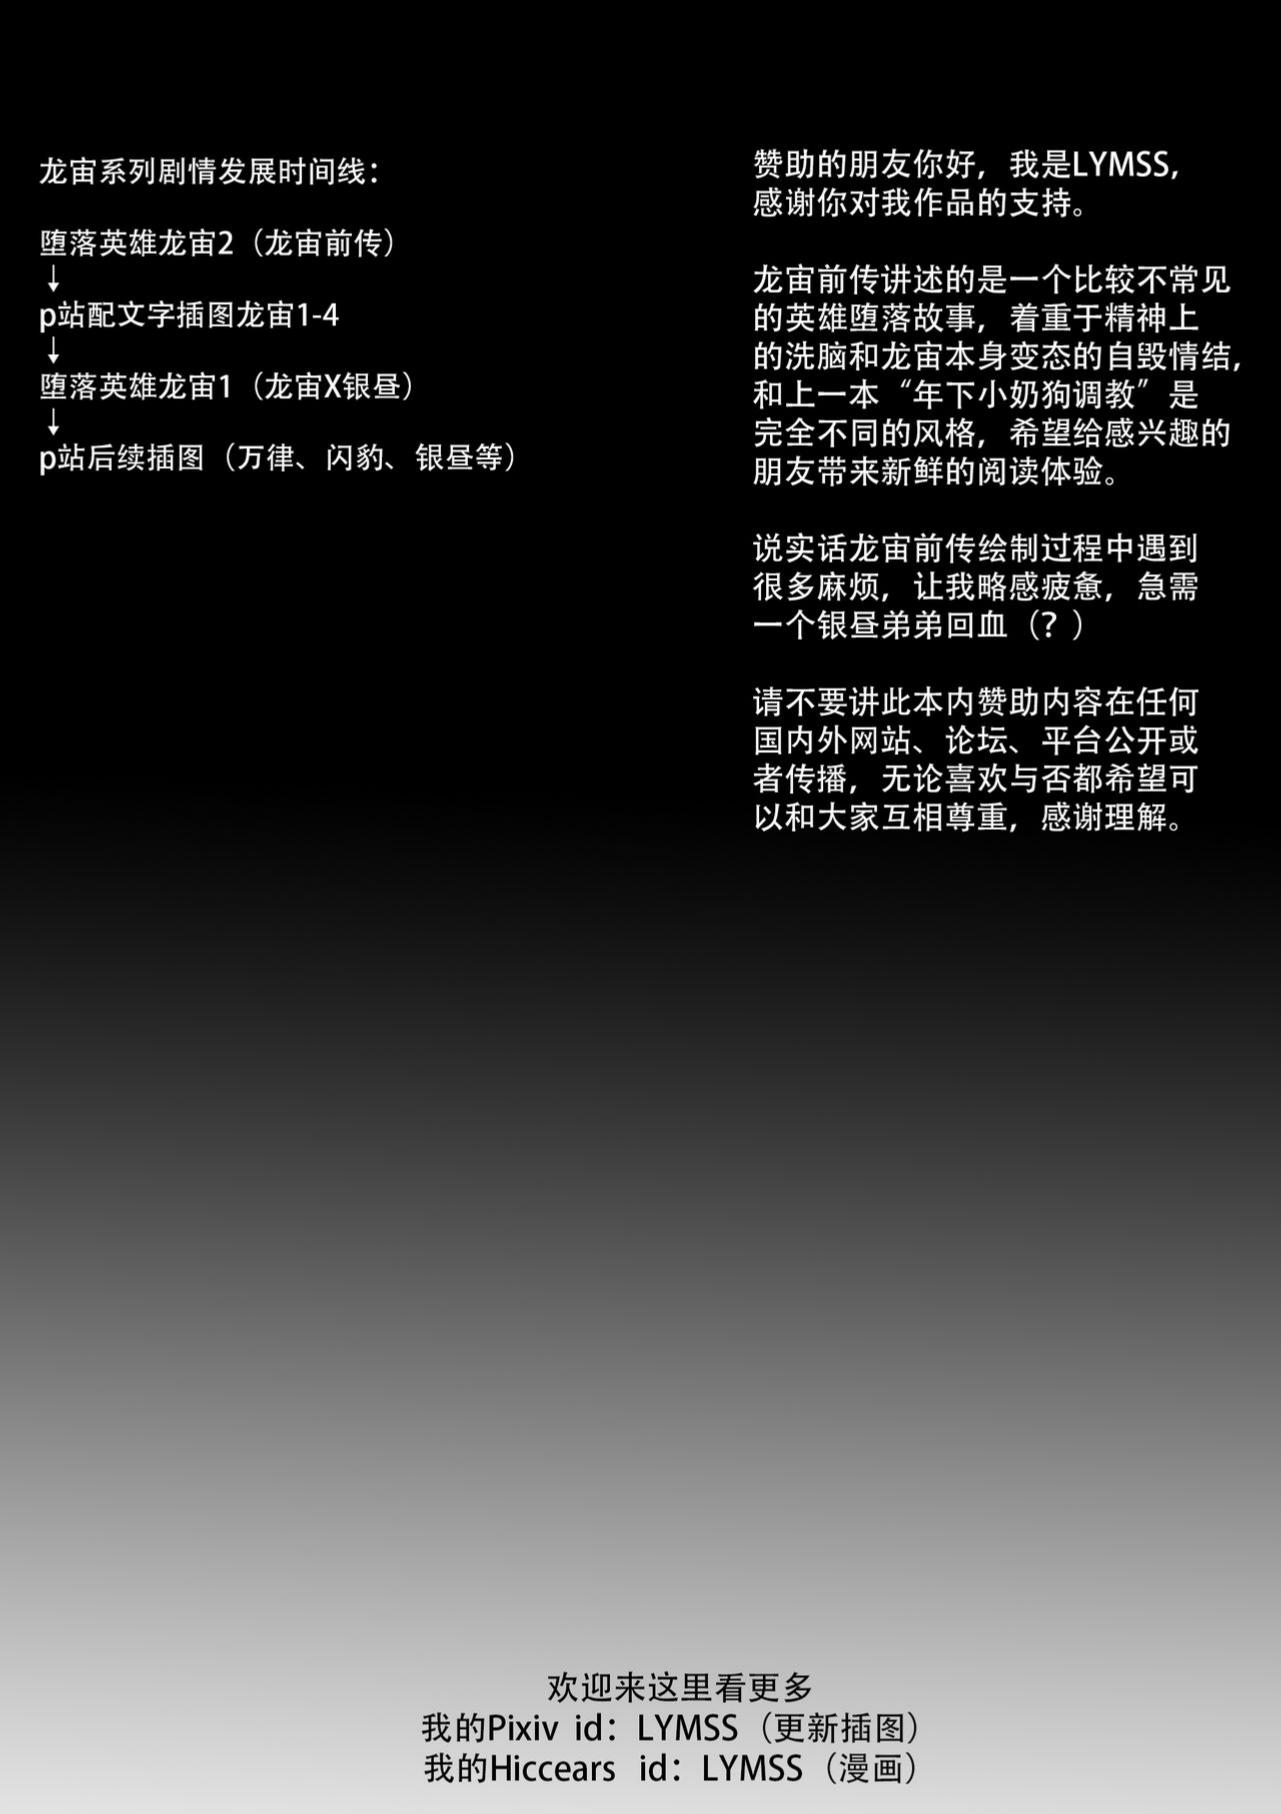 龙宙系列剧情发展时间线：
堕落英雄龙宙2（龙宙前传）
↓
p站配文字插图龙宙1-4
↓
堕落英雄龙宙1（龙宙X银昼）
↓
p站后续插图（万律、闪豹、银昼等）
赞助的朋友你好，我是LYMSS，
感谢你对我作品的支持。
龙宙前传讲述的是一个比较不常见
的英雄堕落故事，着重于精神上
的洗脑和龙宙本身变态的自毁情结，
和上一本“年下小奶狗调教”是
完全不同的风格，希望给感兴趣的
朋友带来新鲜的阅读体验。
说实话龙宙前传绘制过程中遇到
很多麻烦，让我略感疲惫，急需
一个银昼弟弟回血（？）
请不要讲此本内赞助内容在任何
国内外网站、论坛、平台公开或
者传播，无论喜欢与否都希望可
以和大家互相尊重，感谢理解。
欢迎来这里看更多
我的Pixiv id：LYMSS（更新插图）
我的Hiccears id：LYMSS（漫画）